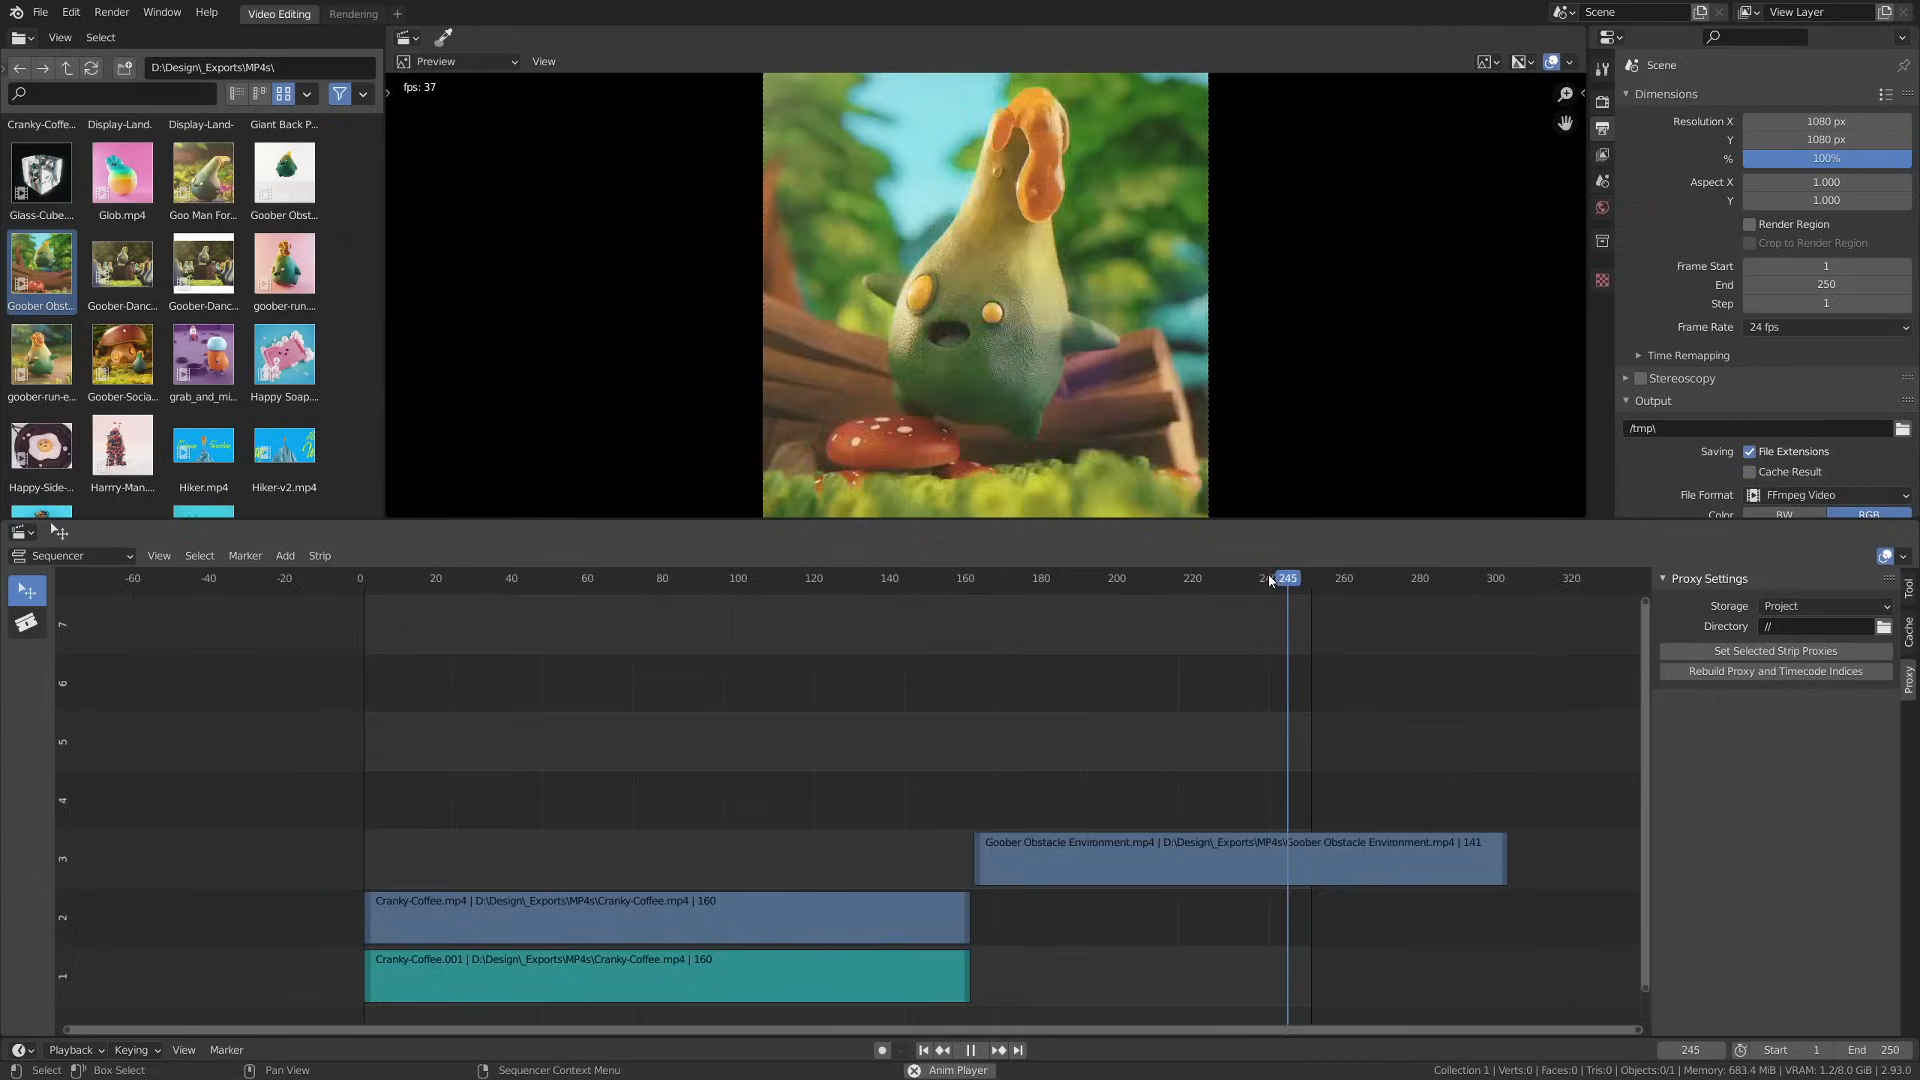 File Edit Render Window Help Video Editing Rendering + Scene View Layer
View Select
D:\Design\_Exports\MP4s\
Preview View
fps: 37
Cranky-Coffe... Display-Land. Display-Land- Giant Back P...
Glass-Cube.... Glob.mp4 Goo Man For... Goober Obst...
Goober Obst... Goober-Danc... Goober-Danc... goober-run....
goober-run-e... Goober-Socia... grab_and_mi... Happy Soap....
Happy-Side-... Harrry-Man.... Hiker.mp4 Hiker-v2.mp4
Scene
Dimensions
Resolution X 1080 px
Y 1080 px
% 100%
Aspect X 1.000
Y 1.000
Render Region
Crop to Render Region
Frame Start 1
End 250
Step 1
Frame Rate 24 fps
Time Remapping
Stereoscopy
Output
/tmp\
Saving File Extensions
Cache Result
File Format FFmpeg Video
Color BW RGB
Sequencer View Select Marker Add Strip
-60 -40 -20 0 20 40 60 80 100 120 140 160 180 200 220 245 260 280 300 320
7
6
5
4
3
2
1
Goober Obstacle Environment.mp4 | D:\Design\_Exports\MP4s\Goober Obstacle Environment.mp4 | 141
Cranky-Coffee.mp4 | D:\Design\_Exports\MP4s\Cranky-Coffee.mp4 | 160
Cranky-Coffee.001 | D:\Design\_Exports\MP4s\Cranky-Coffee.mp4 | 160
Proxy Settings
Storage Project
Directory //
Set Selected Strip Proxies
Rebuild Proxy and Timecode Indices
Tool
Cache
Proxy
Playback Keying View Marker 245 Start 1 End 250
Select Box Select Pan View Sequencer Context Menu Anim Player Collection 1 | Verts:0 | Faces:0 | Tris:0 | Objects:0/1 | Memory: 683.4 MiB | VRAM: 1.2/8.0 GiB | 2.93.0